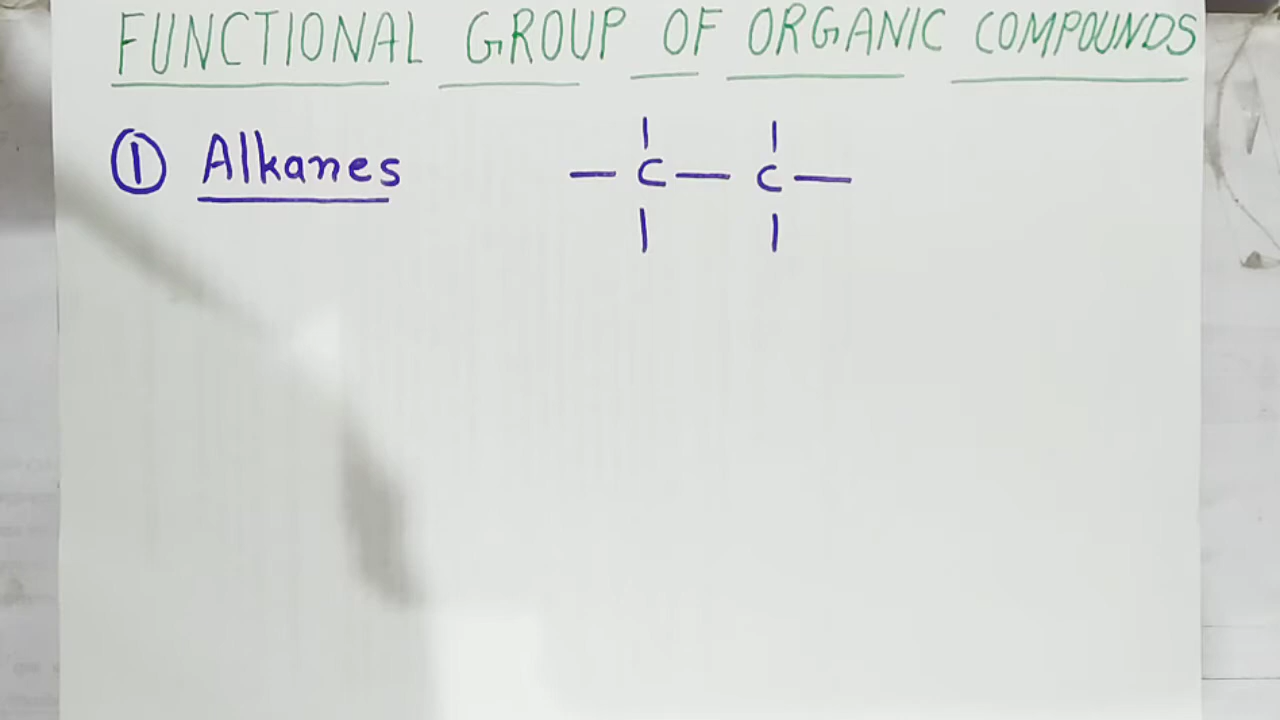 FUNCTIONAL GROUP OF ORGANIC COMPOUNDS
① Alkanes
— C — C —